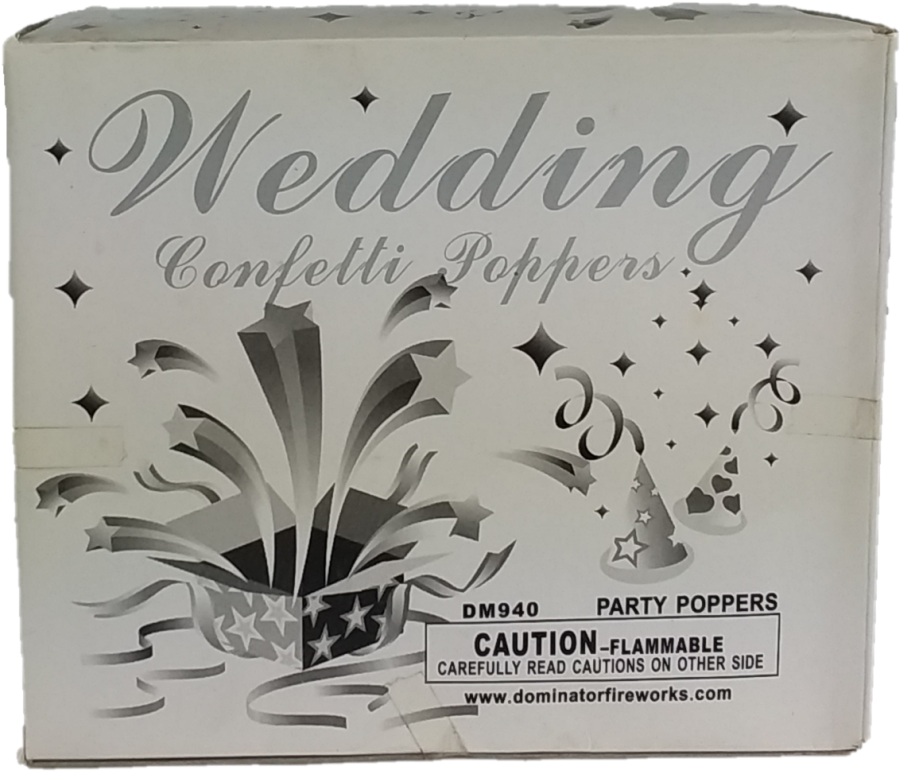 Wedding
Confetti Poppers
DM940 PARTY POPPERS
CAUTION-FLAMMABLE
CAREFULLY READ CAUTIONS ON OTHER SIDE
www.dominatorfireworks.com